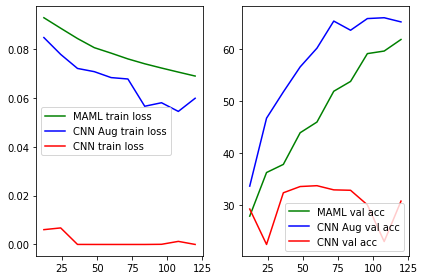 0.08
0.06
0.04
0.02
0.00
MAML train loss
CNN Aug train loss
CNN train loss
25 50 75 100 125
60
50
40
30
MAML val acc
CNN Aug val acc
CNN val acc
25 50 75 100 125